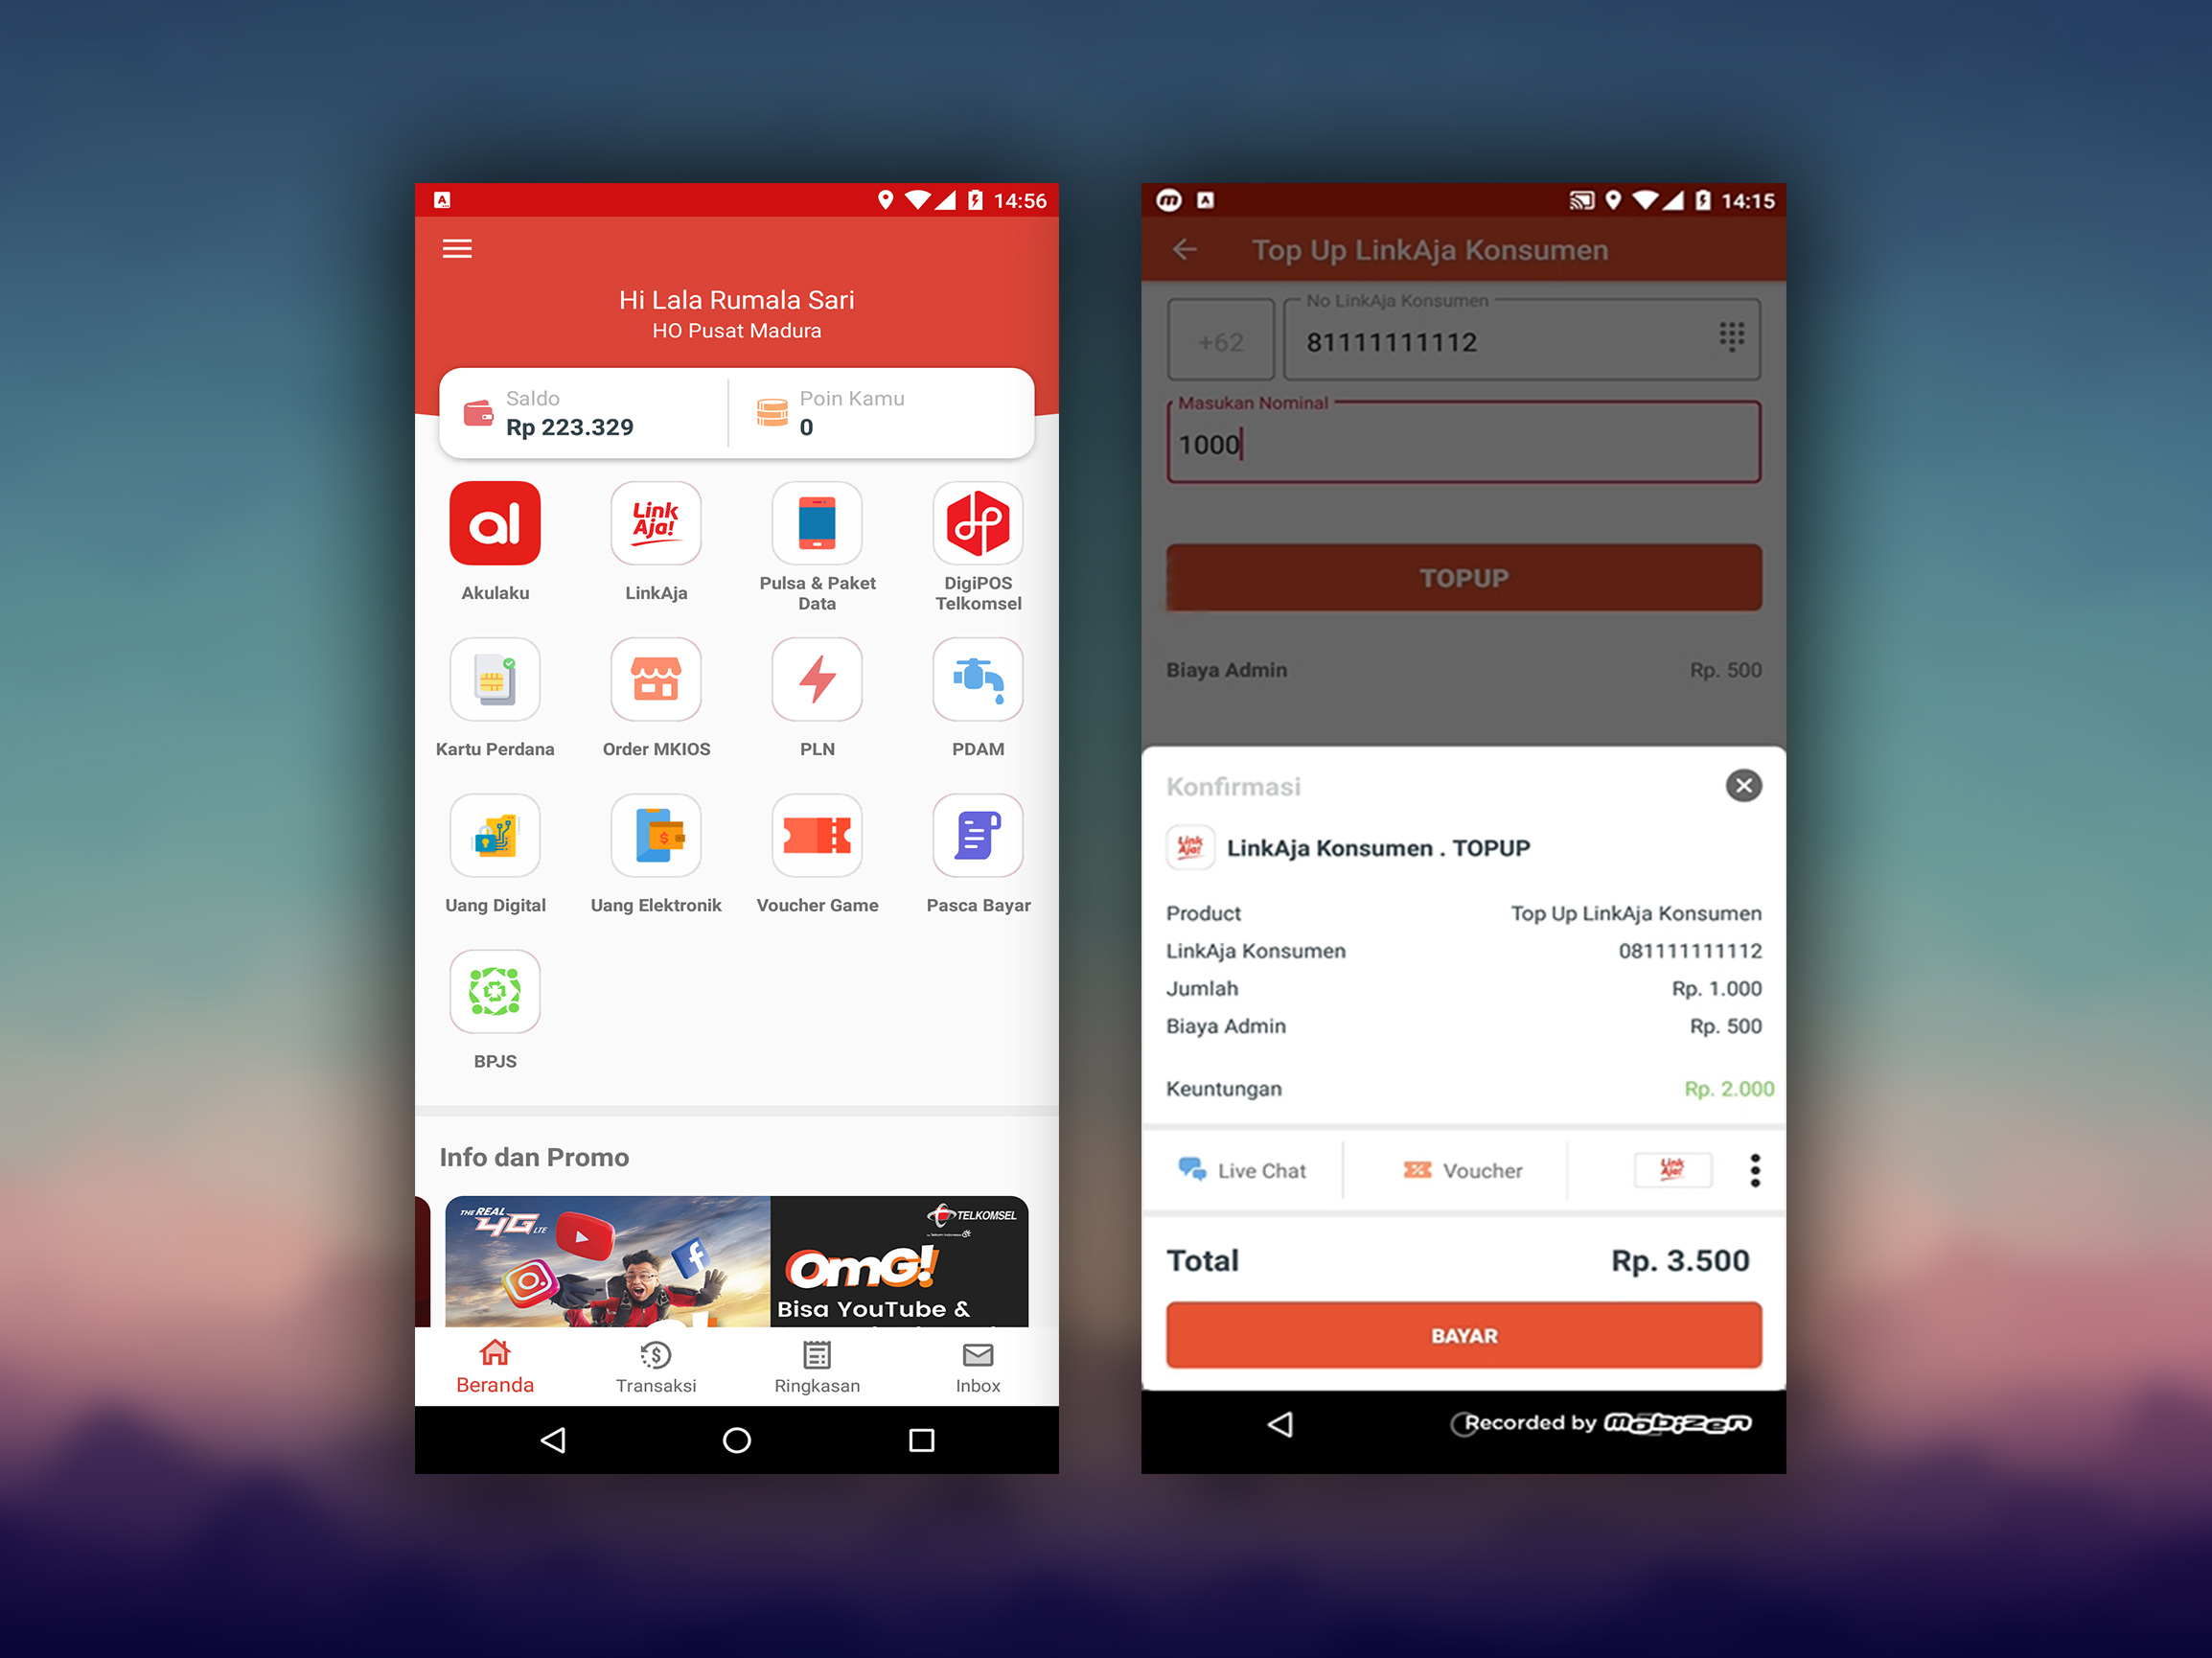 14:56
Hi Lala Rumala Sari
HO Pusat Madura
Saldo
Rp 223.329
Poin Kamu
0
al
Akulaku
Link
Aja!
LinkAja
Pulsa & Paket
Data
DigiPOS
Telkomsel
Kartu Perdana
Order MKIOS
PLN
PDAM
Uang Digital
Uang Elektronik
Voucher Game
Pasca Bayar
BPJS
Info dan Promo
THE REAL
4G LTE
TELKOMSEL
OMG!
Bisa YouTube &
Beranda
Transaksi
Ringkasan
Inbox
14:15
Top Up LinkAja Konsumen
No LinkAja Konsumen
+62
81111111112
Masukan Nominal
1000
TOPUP
Biaya Admin
Rp. 500
Konfirmasi
Link
Aja!
LinkAja Konsumen . TOPUP
Product
Top Up LinkAja Konsumen
LinkAja Konsumen
081111111112
Jumlah
Rp. 1.000
Biaya Admin
Rp. 500
Keuntungan
Rp. 2.000
Live Chat
Voucher
Link
Aja!
Total
Rp. 3.500
BAYAR
Recorded by mobizen